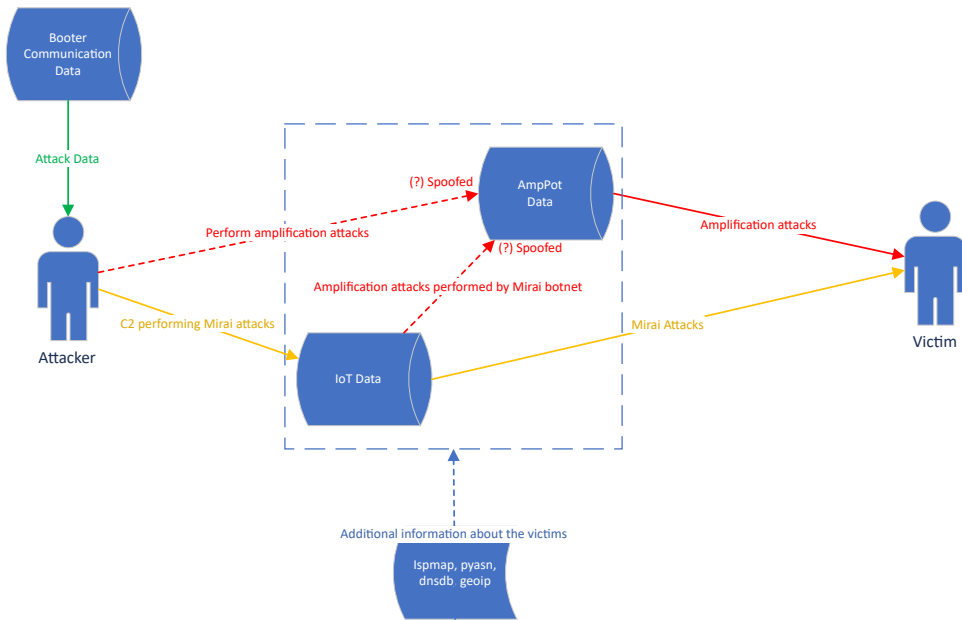 Booter
Communication
Data
Attack Data
(?) Spoofed
AmpPot
Data
Perform amplification attacks
(?) Spoofed
Amplification attacks
Amplification attacks performed by Mirai botnet
C2 performing Mirai attacks
Mirai Attacks
Attacker
Victim
IoT Data
Additional information about the victims
Ispmap, pyasn,
dnsdb geoip